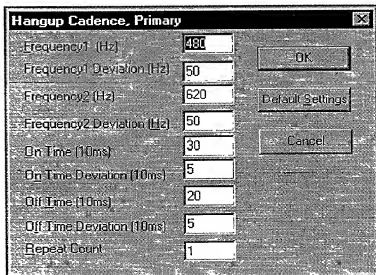 Hangup Cadence, Primary
Frequency1 (Hz) 480
Frequency1 Deviation (Hz) 50
Frequency2 (Hz) 620
Frequency2 Deviation (Hz) 50
On Time (10ms) 30
On Time Deviation (10ms) 5
Off Time (10ms) 20
Off Time Deviation (10ms) 5
Repeat Count 1
OK
Default Settings
Cancel